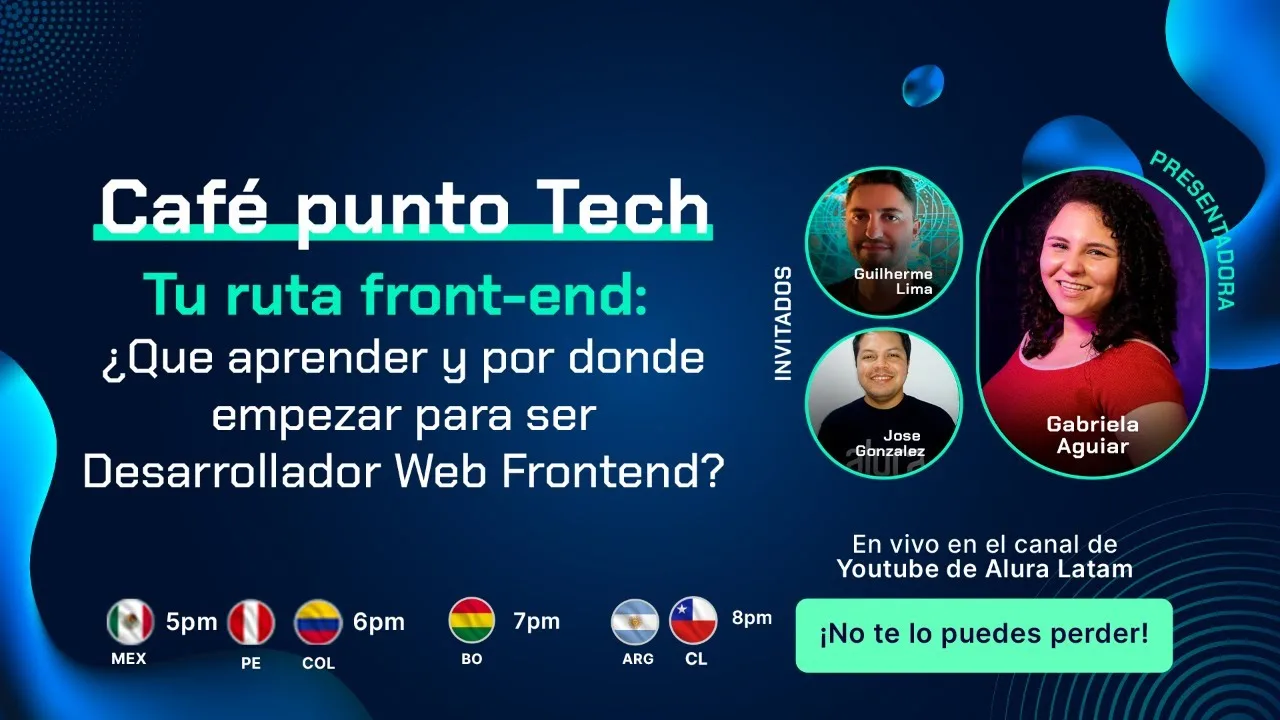 Café punto Tech
Tu ruta front-end:
¿Que aprender y por donde
empezar para ser
Desarrollador Web Frontend?
INVITADOS
Guilherme
Lima
Jose
Gonzalez
alura
PRESENTADORA
Gabriela
Aguiar
En vivo en el canal de
Youtube de Alura Latam
¡No te lo puedes perder!
5pm
MEX
6pm
PE
COL
7pm
BO
8pm
ARG
CL